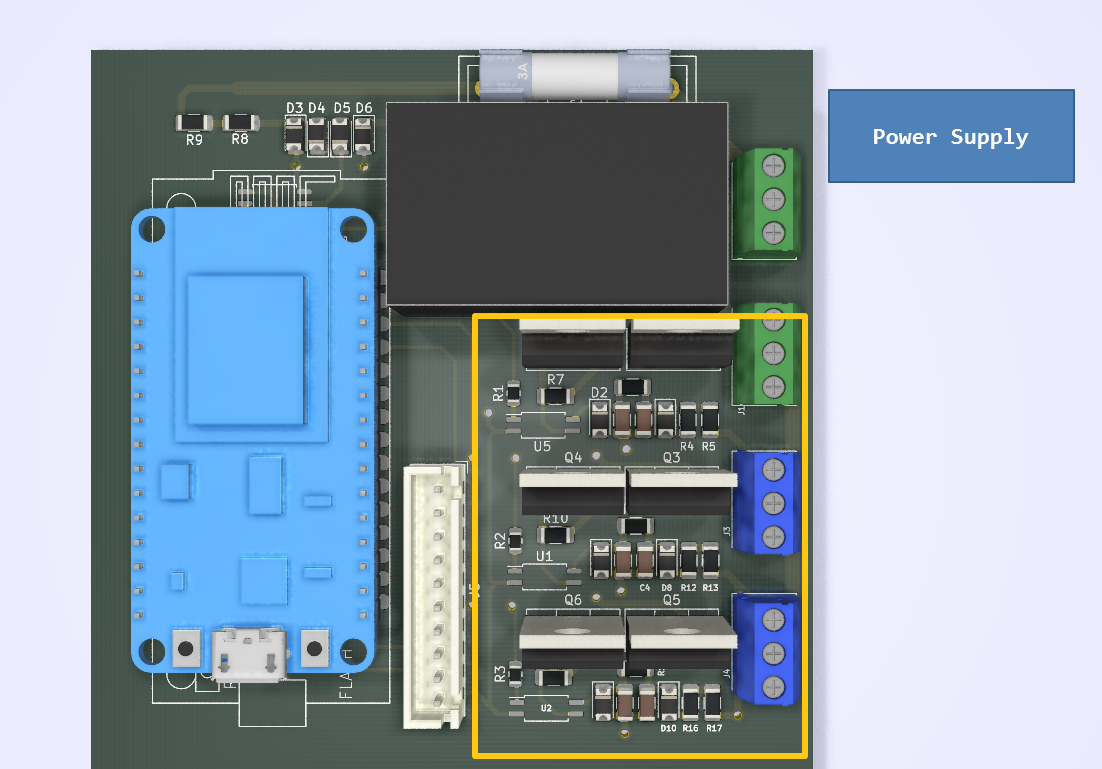 Power Supply
3A
D3 D4 D5 D6
R9 R8
R1 R7 D2
U5 R4 R5
J1
Q4 Q3
R10
R2
U1
J3
C4 D8 R12 R13
Q6 Q5
R3
J4
U2
D10 R16 R17
FLA H